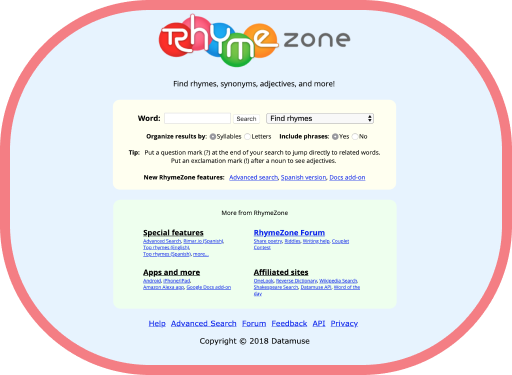 Rhyme zone
Find rhymes, synonyms, adjectives, and more!
Word: Search Find rhymes
Organize results by: Syllables Letters Include phrases: Yes No
Tip: Put a question mark (?) at the end of your search to jump directly to related words.
Put an exclamation mark (!) after a noun to see adjectives.
New RhymeZone features: Advanced search, Spanish version, Docs add-on
More from RhymeZone
Special features
Advanced Search, Rimar.io (Spanish),
Top rhymes (English),
Top rhymes (Spanish), more...
RhymeZone Forum
Share poetry, Riddles, Writing help, Couplet
Contest
Apps and more
Android, iPhone/iPad,
Amazon Alexa app, Google Docs add-on
Affiliated sites
OneLook, Reverse Dictionary, Wikipedia Search,
Shakespeare Search, Datamuse API, Word of the
day
Help Advanced Search Forum Feedback API Privacy
Copyright © 2018 Datamuse